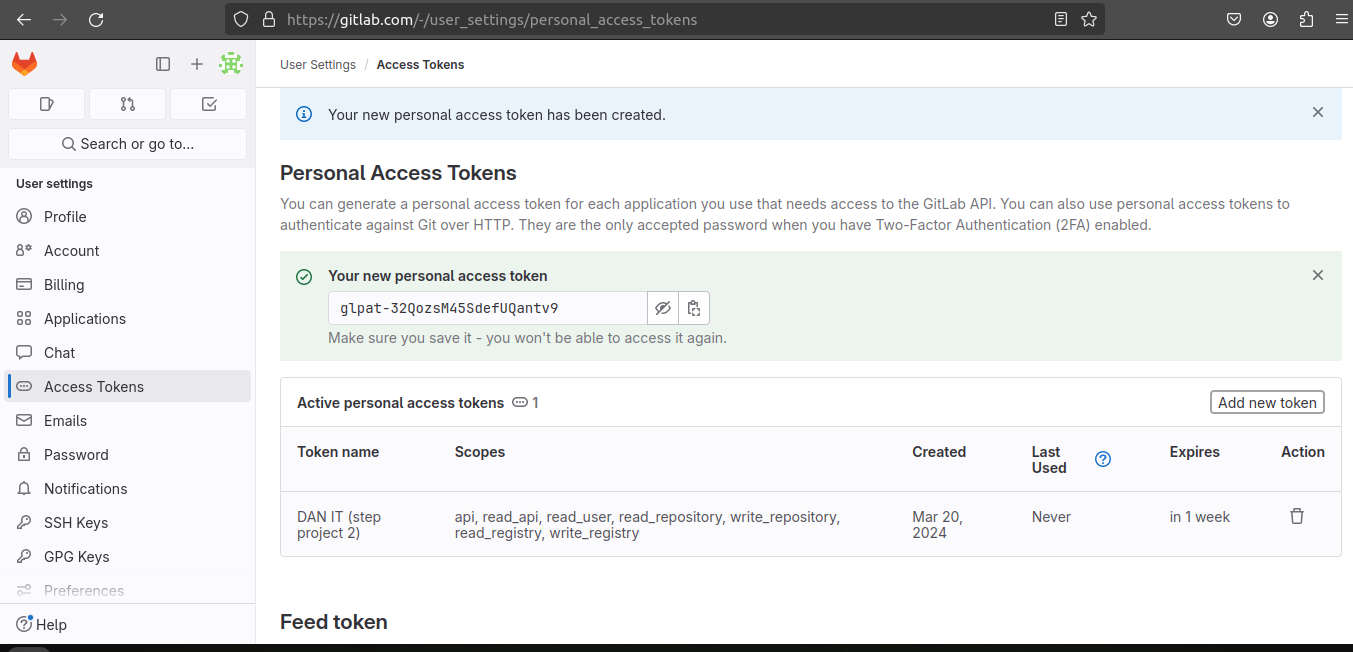 https://gitlab.com/-/user_settings/personal_access_tokens
User Settings / Access Tokens
Search or go to...
User settings
Profile
Account
Billing
Applications
Chat
Access Tokens
Emails
Password
Notifications
SSH Keys
GPG Keys
Preferences
Help
Your new personal access token has been created.
Personal Access Tokens
You can generate a personal access token for each application you use that needs access to the GitLab API. You can also use personal access tokens to
authenticate against Git over HTTP. They are the only accepted password when you have Two-Factor Authentication (2FA) enabled.
Your new personal access token
glpat-32QozsM45SdefUQantv9
Make sure you save it - you won't be able to access it again.
Active personal access tokens 1
Add new token
Token name Scopes Created Last Used Expires Action
DAN IT (step project 2)
api, read_api, read_user, read_repository, write_repository,
read_registry, write_registry
Mar 20, 2024
Never
in 1 week
Feed token